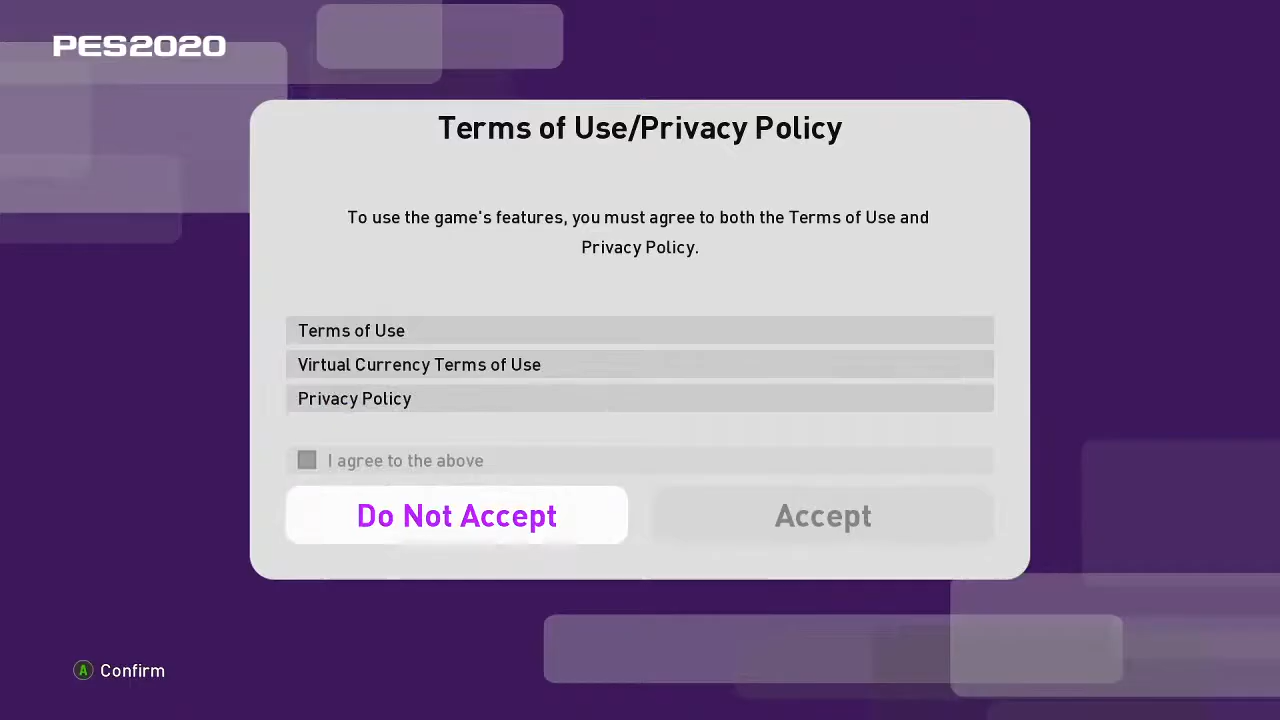 PES2020
Terms of Use/Privacy Policy
To use the game's features, you must agree to both the Terms of Use and
Privacy Policy.
Terms of Use
Virtual Currency Terms of Use
Privacy Policy
I agree to the above
Do Not Accept
Accept
A Confirm